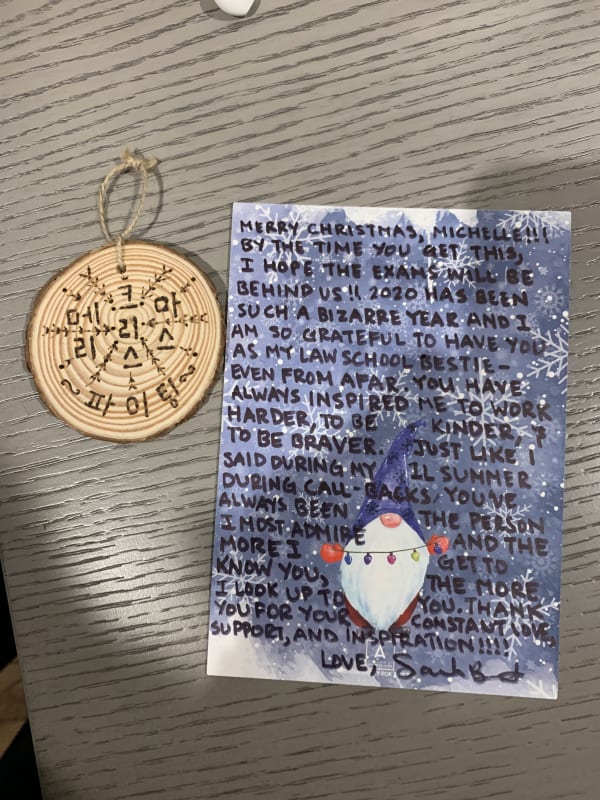 메리
크리스
마스
~파이팅~
MERRY CHRISTMAS, MICHELLE!!!
BY THE TIME YOU GET THIS,
I HOPE THE EXAMS WILL BE
BEHIND US!! 2020 HAS BEEN
SUCH A BIZARRE YEAR AND I
AM SO GRATEFUL TO HAVE YOU
AS MY LAW SCHOOL BESTIE –
EVEN FROM AFAR, YOU HAVE
ALWAYS INSPIRED ME TO WORK
HARDER, TO BE KINDER, &
TO BE BRAVER. JUST LIKE I
SAID DURING MY 1L SUMMER
DURING CALL-BACKS, YOU'VE
ALWAYS BEEN THE PERSON
I MOST ADMIRE AND THE
MORE I GET TO
KNOW YOU, THE MORE
I LOOK UP TO YOU. THANK
YOU FOR YOUR CONSTANT LOVE,
SUPPORT, AND INSPIRATION!!!!
LOVE,